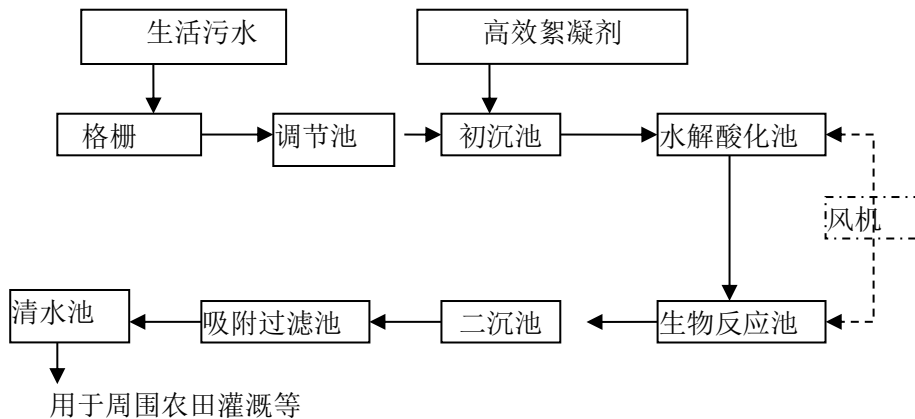 生活污水
高效絮凝剂
格栅
调节池
初沉池
水解酸化池
风机
清水池
吸附过滤池
二沉池
生物反应池
用于周围农田灌溉等